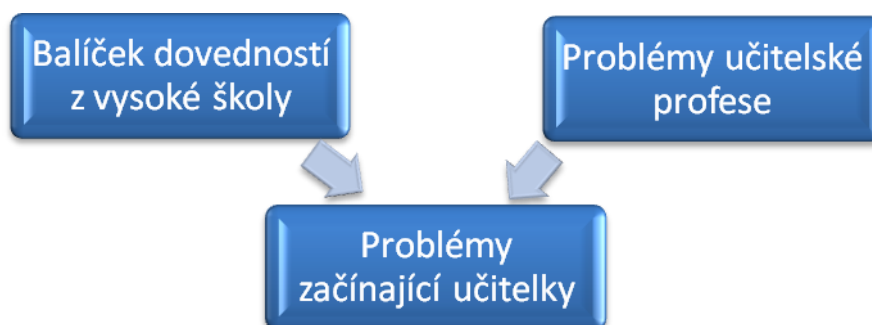 Balíček dovedností
z vysoké školy
Problémy učitelské
profese
Problémy
začínající učitelky